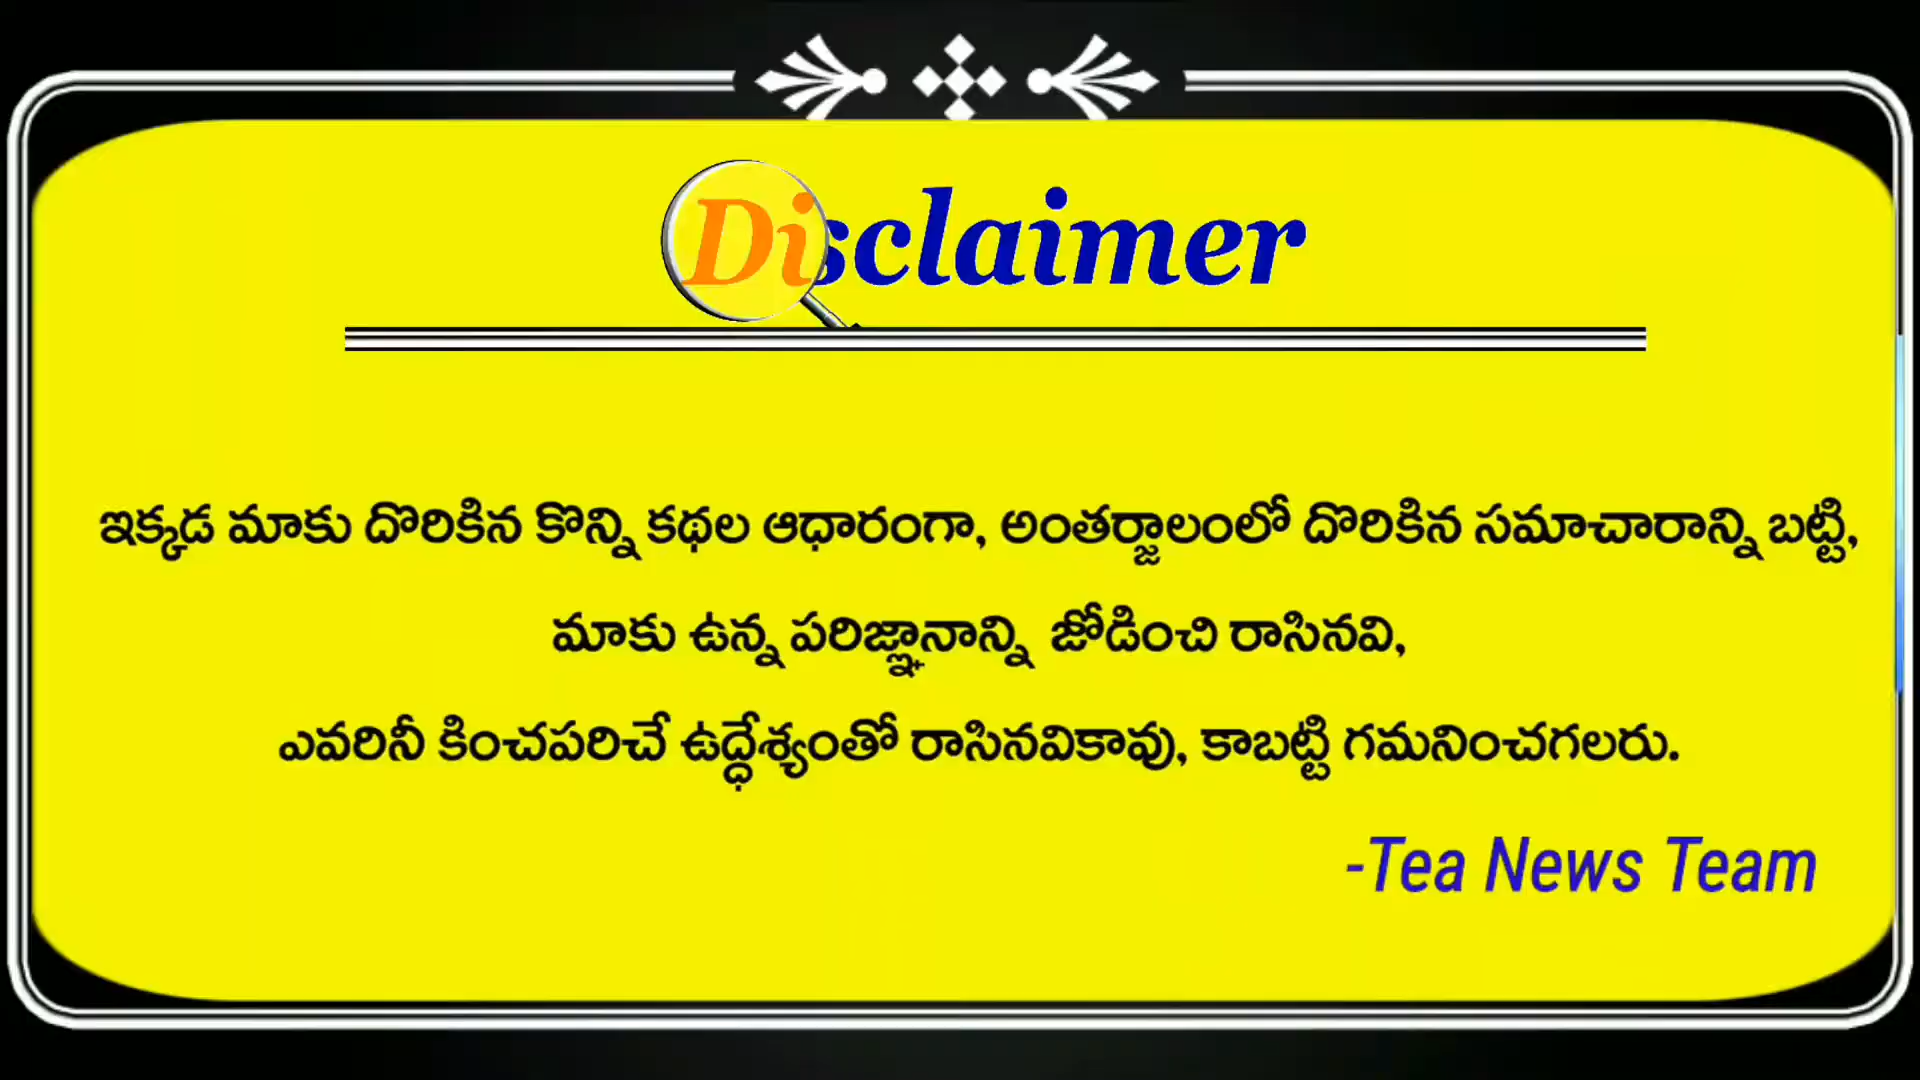 Disclaimer
ఇక్కడ మాకు దొరికిన కొన్ని కథల ఆధారంగా, అంతర్జాలంలో దొరికిన సమాచారాన్ని బట్టి,
మాకు ఉన్న పరిజ్ఞానాన్ని జోడించి రాసినవి,
ఎవరినీ కించపరిచే ఉద్ధేశ్యంతో రాసినవికావు, కాబట్టి గమనించగలరు.
-Tea News Team